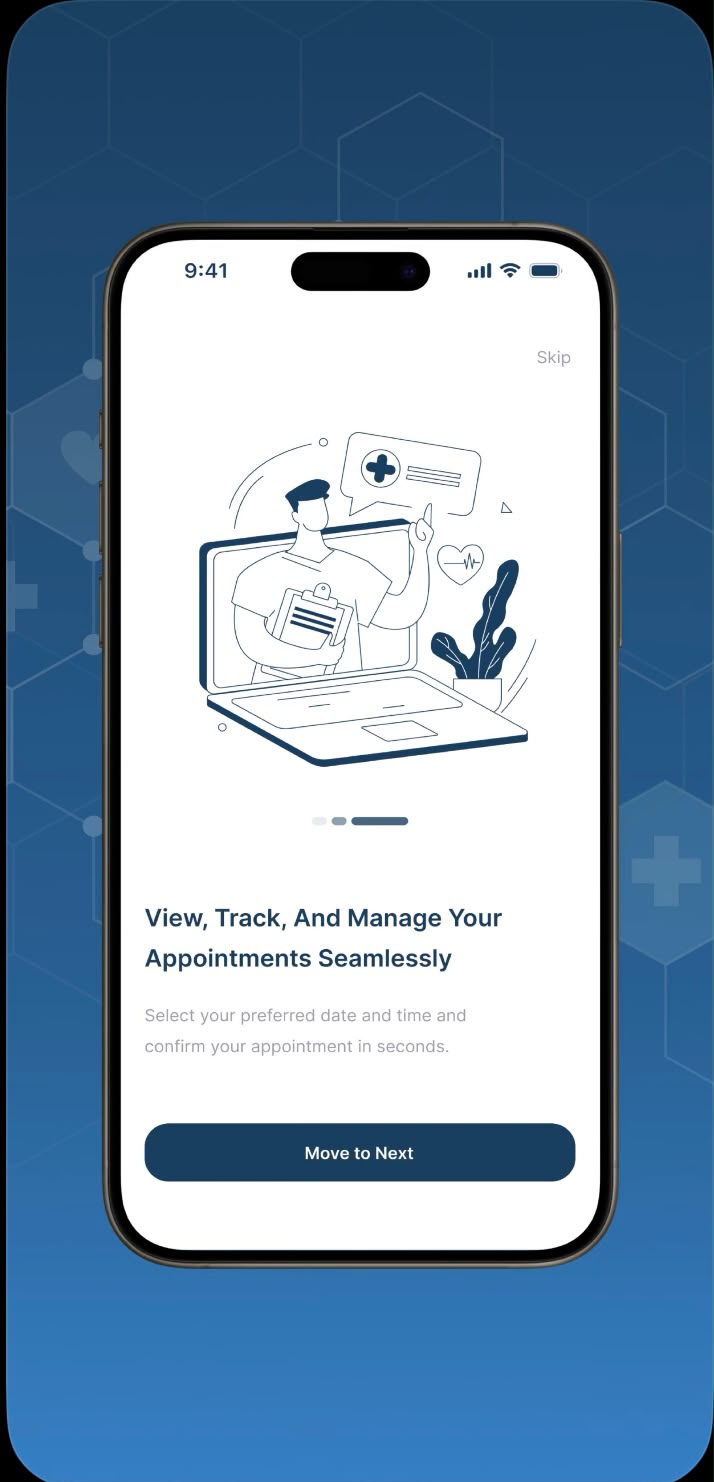 9:41
Skip
View, Track, And Manage Your
Appointments Seamlessly
Select your preferred date and time and
confirm your appointment in seconds.
Move to Next